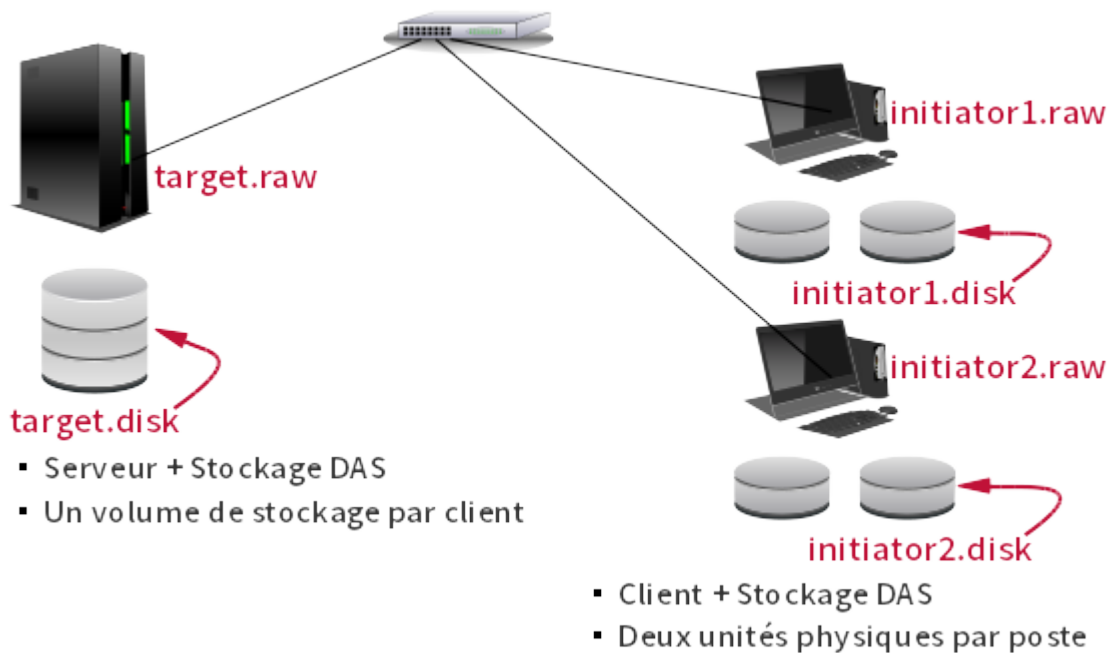 target.raw
target.disk
▪ Serveur + Stockage DAS
▪ Un volume de stockage par client
initiator1.raw
initiator1.disk
initiator2.raw
initiator2.disk
▪ Client + Stockage DAS
▪ Deux unités physiques par poste